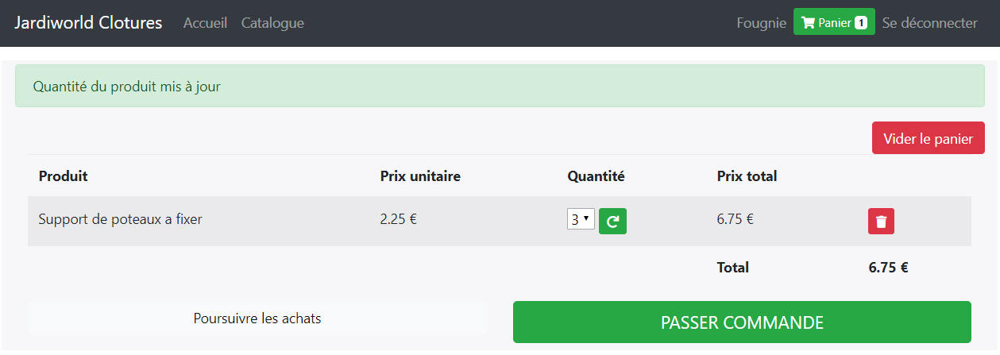 Jardiworld Clotures Accueil Catalogue Fougnie Panier 1 Se déconnecter
Quantité du produit mis à jour
Vider le panier
Produit Prix unitaire Quantité Prix total
Support de poteaux a fixer 2.25 € 3 6.75 €
Total 6.75 €
Poursuivre les achats PASSER COMMANDE